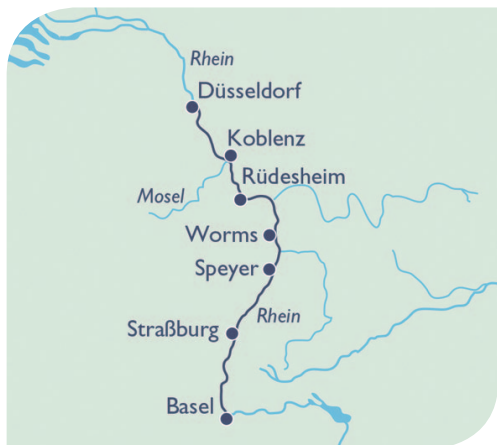 Rhein
Düsseldorf
Koblenz
Rüdesheim
Mosel
Worms
Speyer
Rhein
Straßburg
Basel